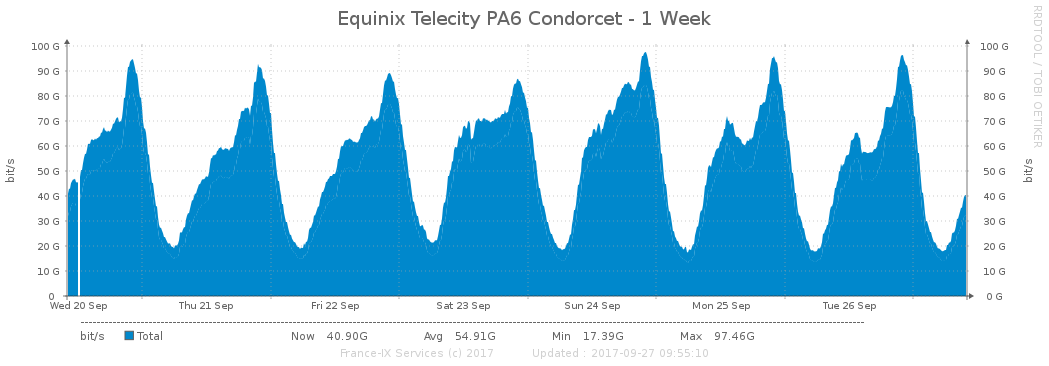 Equinix Telecity PA6 Condorcet - 1 Week
RRDTOOL / TOBI OETIKER
bit/s
100 G
90 G
80 G
70 G
60 G
50 G
40 G
30 G
20 G
10 G
0
100 G
90 G
80 G
70 G
60 G
50 G
40 G
30 G
20 G
10 G
0 G
bit/s
Wed 20 Sep Thu 21 Sep Fri 22 Sep Sat 23 Sep Sun 24 Sep Mon 25 Sep Tue 26 Sep
bit/s Total Now 40.90G Avg 54.91G Min 17.39G Max 97.46G
France-IX Services (c) 2017 Updated : 2017-09-27 09:55:10